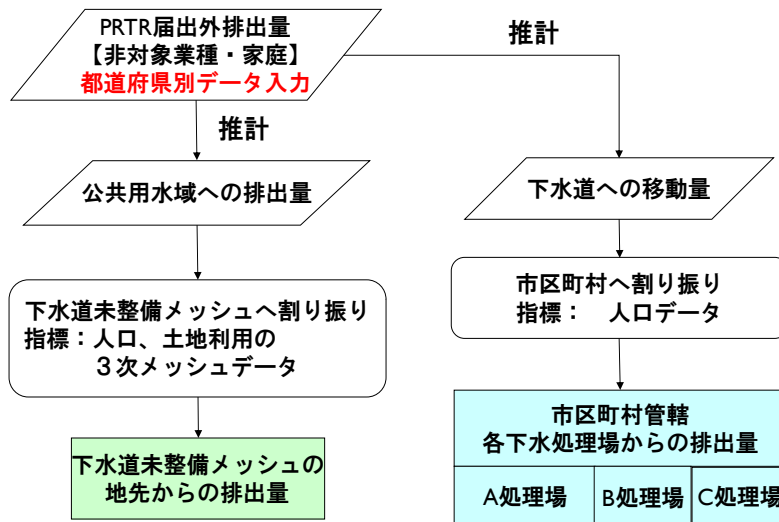 PRTR届出外排出量
【非対象業種・家庭】
都道府県別データ入力
推計
推計
公共用水域への排出量
下水道への移動量
下水道未整備メッシュへ割り振り
指標：人口、土地利用の
３次メッシュデータ
市区町村へ割り振り
指標：　人口データ
下水道未整備メッシュの
地先からの排出量
市区町村管轄
各下水処理場からの排出量
A処理場
B処理場
C処理場